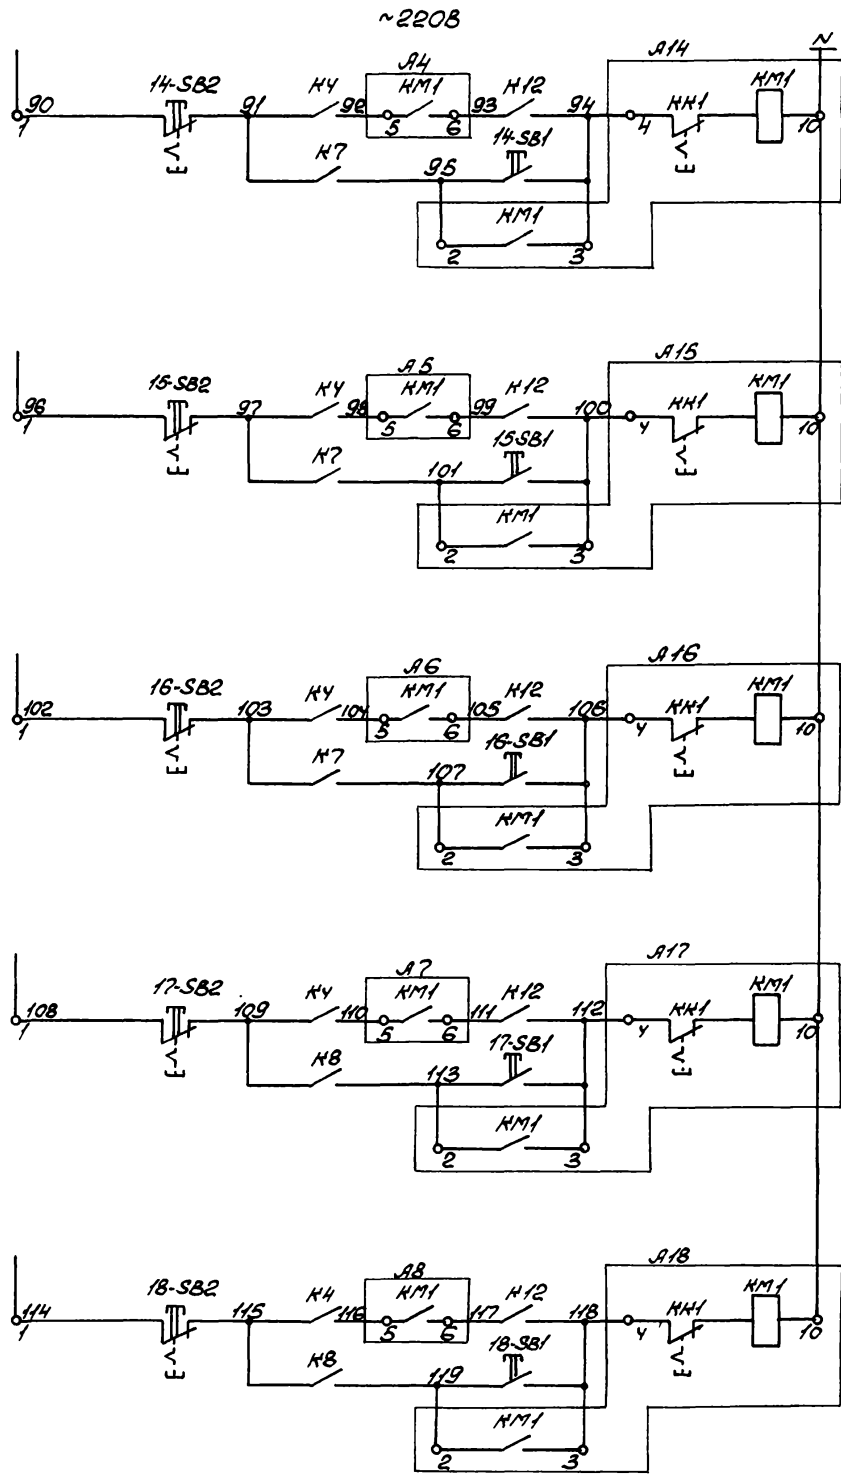 ~220В
N
А14
14-SB2 К4 А4 КМ1 К12 КК1 КМ1
90 91 92 93 94
1 5 6 4 10
К7 95 14-SB1
КМ1
2 3
А15
15-SB2 К4 А5 КМ1 К12 КК1 КМ1
96 97 98 99 100
1 5 6 4 10
К7 101 15-SB1
КМ1
2 3
А16
16-SB2 К4 А6 КМ1 К12 КК1 КМ1
102 103 104 105 106
1 5 6 4 10
К7 107 16-SB1
КМ1
2 3
А17
17-SB2 К4 А7 КМ1 К12 КК1 КМ1
108 109 110 111 112
1 5 6 4 10
К8 113 17-SB1
КМ1
2 3
А18
18-SB2 К4 А8 КМ1 К12 КК1 КМ1
114 115 116 117 118
1 5 6 4 10
К8 119 18-SB1
КМ1
2 3